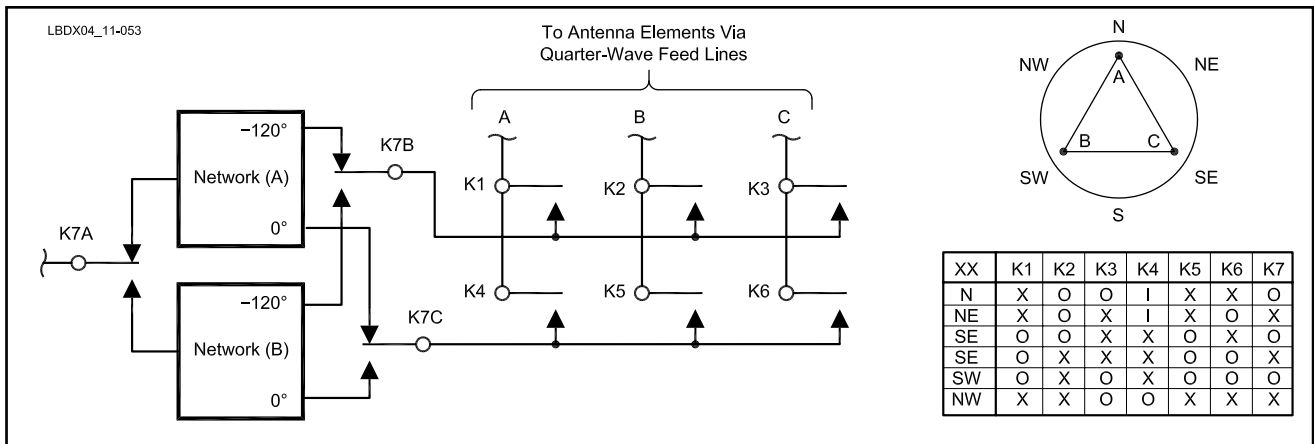 LBDX04_11-053
To Antenna Elements Via
Quarter-Wave Feed Lines
A B C
−120°
Network (A)
0°
K7A
−120°
Network (B)
0°
K7B
K7C
K1 K2 K3
K4 K5 K6
N
NW NE
A
B C
SW SE
S
XX K1 K2 K3 K4 K5 K6 K7
N X O O I X X O
NE X O X I X O X
SE O O X X O X O
SE O X X X O O X
SW O X O X O O O
NW X X O O X X X